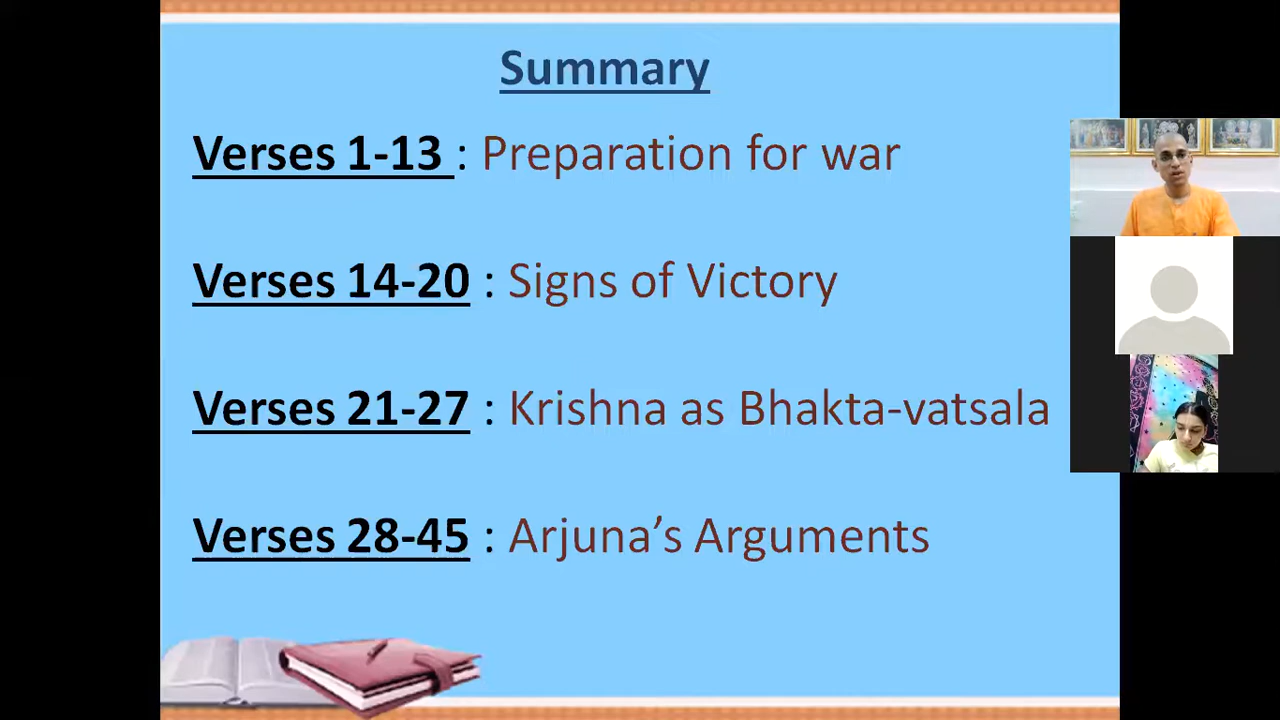 Summary
Verses 1-13 : Preparation for war
Verses 14-20 : Signs of Victory
Verses 21-27 : Krishna as Bhakta-vatsala
Verses 28-45 : Arjuna’s Arguments